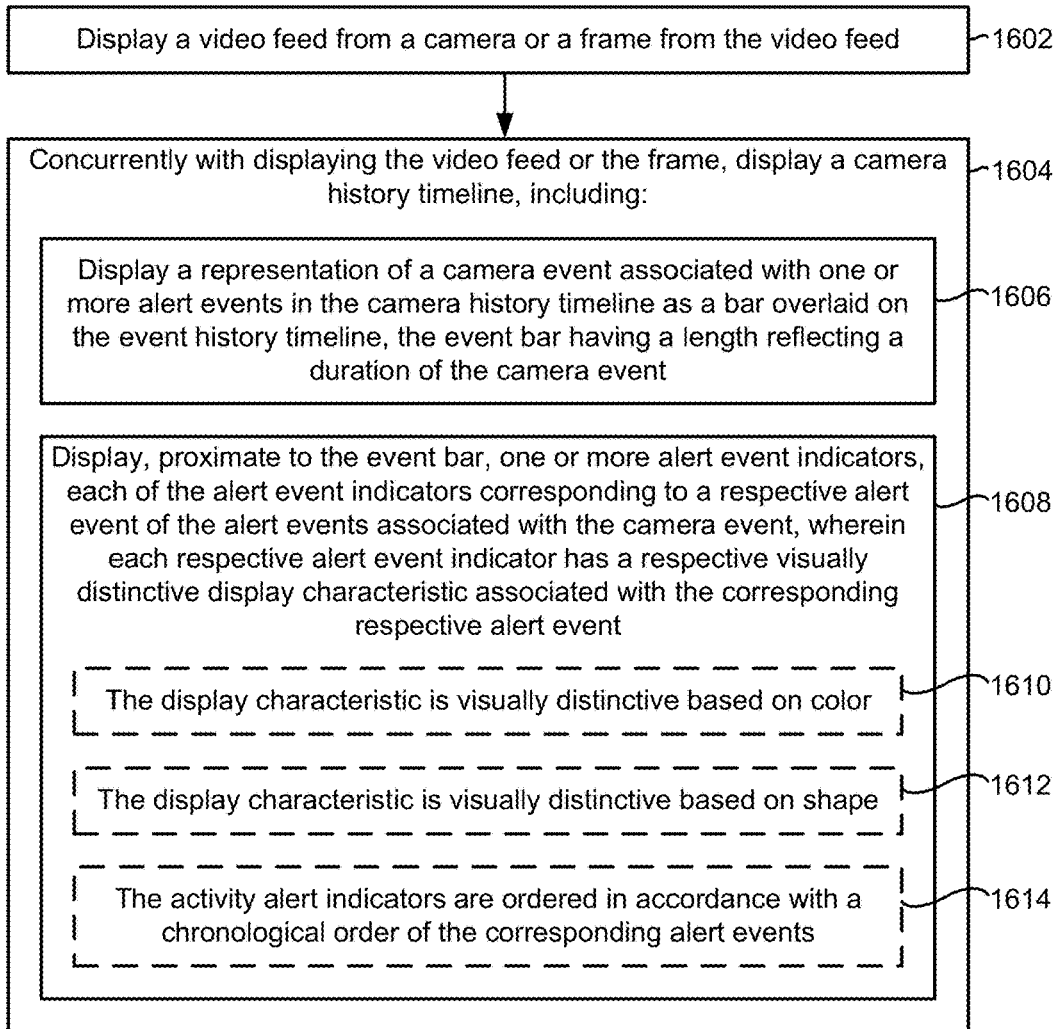 Display a video feed from a camera or a frame from the video feed
1602
Concurrently with displaying the video feed or the frame, display a camera
history timeline, including:
1604
Display a representation of a camera event associated with one or
more alert events in the camera history timeline as a bar overlaid on
the event history timeline, the event bar having a length reflecting a
duration of the camera event
1606
Display, proximate to the event bar, one or more alert event indicators,
each of the alert event indicators corresponding to a respective alert
event of the alert events associated with the camera event, wherein
each respective alert event indicator has a respective visually
distinctive display characteristic associated with the corresponding
respective alert event
1608
The display characteristic is visually distinctive based on color
1610
The display characteristic is visually distinctive based on shape
1612
The activity alert indicators are ordered in accordance with a
chronological order of the corresponding alert events
1614